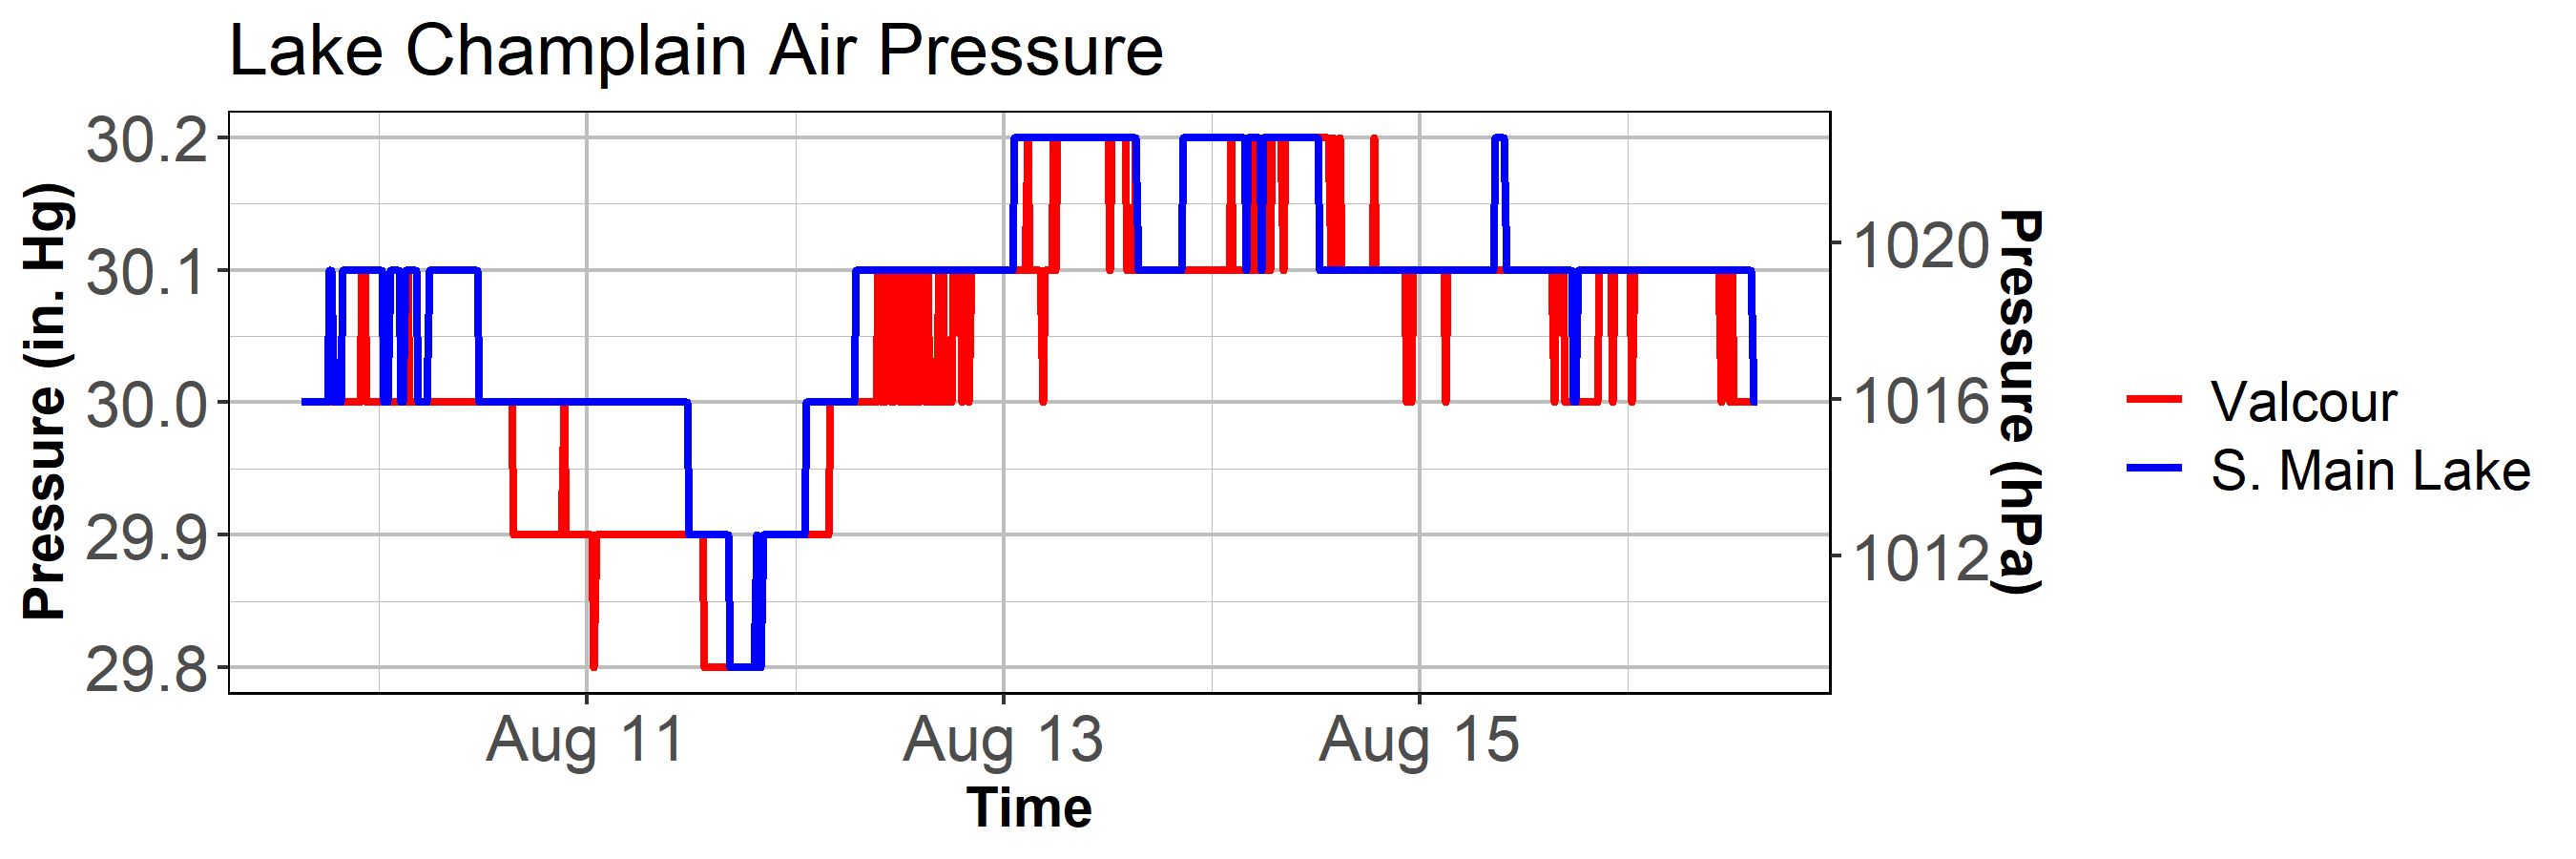 Lake Champlain Air Pressure
Pressure (in. Hg)
30.2
30.1
30.0
29.9
29.8
1020
1016
1012
Pressure (hPa)
Aug 11
Aug 13
Aug 15
Time
Valcour
S. Main Lake